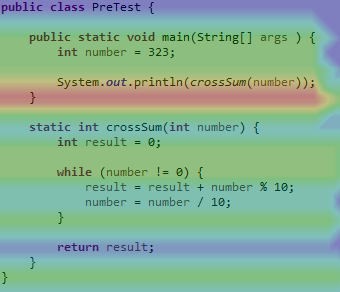 public class PreTest {
    public static void main(String[] args ) {
        int number = 323;
        System.out.println(crossSum(number));
    }
    static int crossSum(int number) {
        int result = 0;
        while (number != 0) {
            result = result + number % 10;
            number = number / 10;
        }
        return result;
    }
}